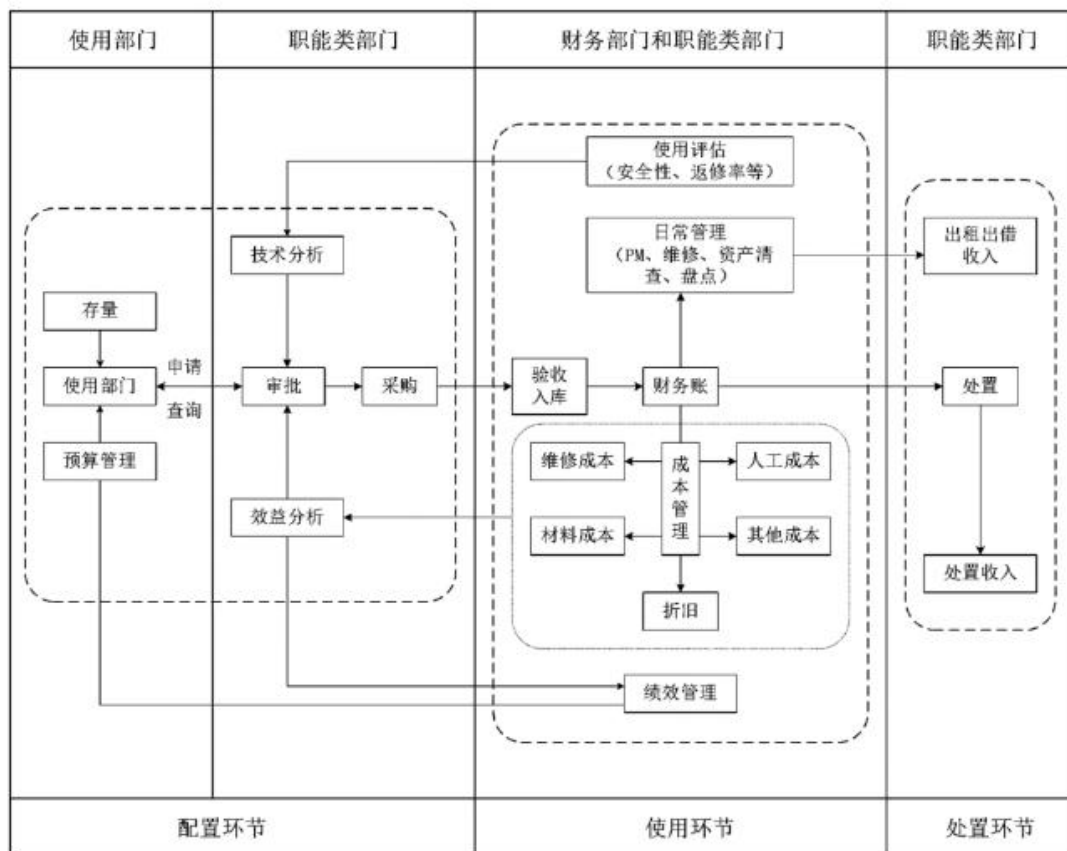 使用部门
职能类部门
财务部门和职能类部门
职能类部门
使用评估
（安全性、返修率等）
技术分析
日常管理
（PM、维修、资产清
查、盘点）
出租出借
收入
存量
使用部门
申请
查询
审批
采购
验收
入库
财务账
处置
预算管理
维修成本
成本管理
人工成本
效益分析
材料成本
其他成本
处置收入
折旧
绩效管理
配置环节
使用环节
处置环节